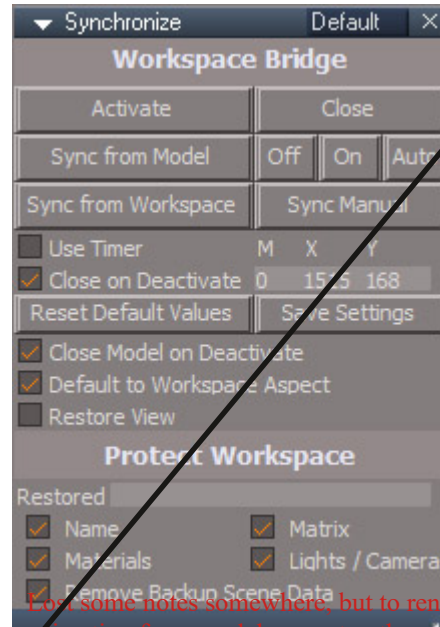 Synchronize Default
Workspace Bridge
Activate Close
Sync from Model Off On Auto
Sync from Workspace Sync Manual
Use Timer M X Y
Close on Deactivate 0 1515 168
Reset Default Values Save Settings
Close Model on Deactivate
Default to Workspace Aspect
Restore View
Protect Workspace
Restored
Name Matrix
Materials Lights / Camera
Remove Backup Scene Data
Lost some notes somewhere, but to ren